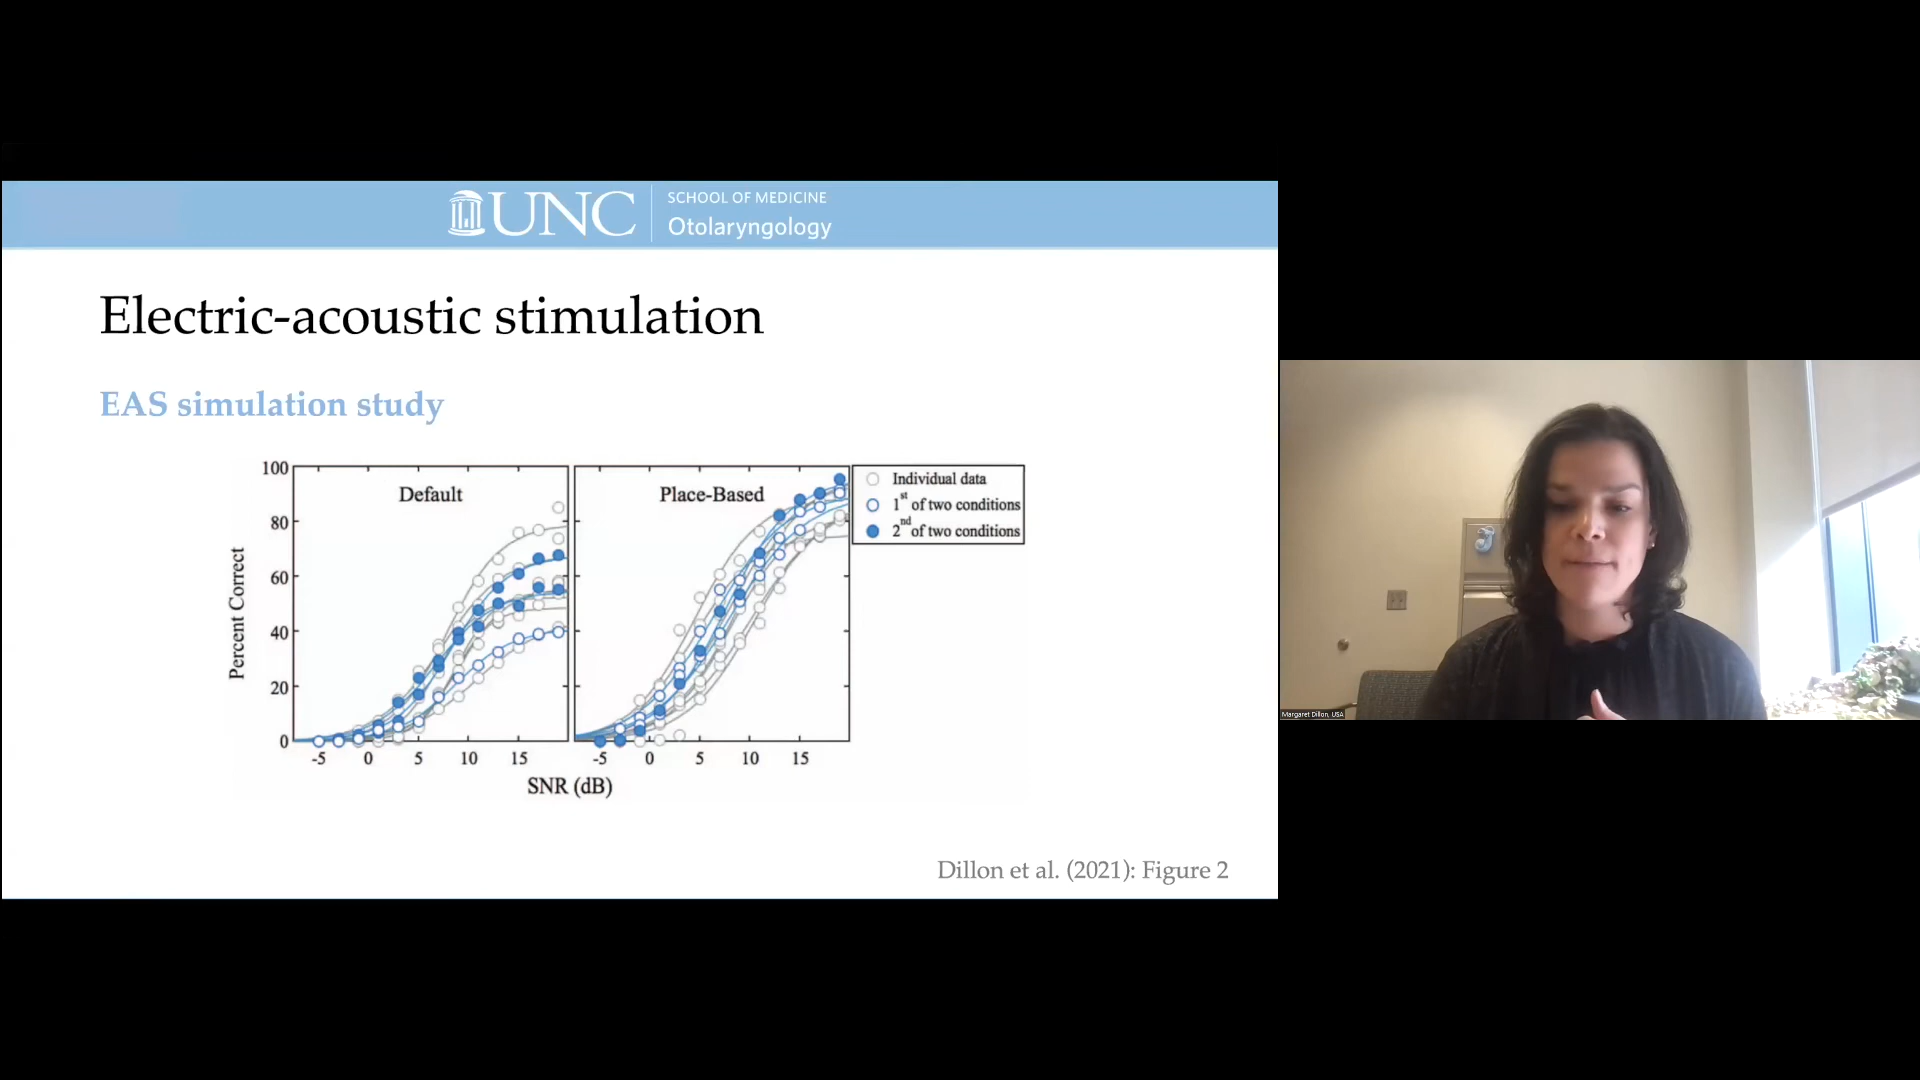 UNC
SCHOOL OF MEDICINE
Otolaryngology
Electric-acoustic stimulation
EAS simulation study
Percent Correct
100
80
60
40
20
0
Default
Place-Based
-5 0 5 10 15
-5 0 5 10 15
SNR (dB)
Individual data
1st of two conditions
2nd of two conditions
Dillon et al. (2021): Figure 2
Margaret Dillon, USA